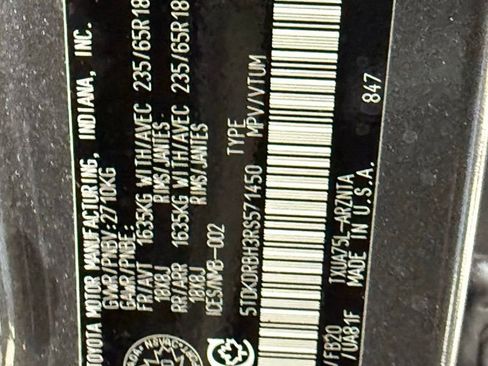 TOYOTA MOTOR MANUFACTURING, INDIANA, INC.
GVWR/PNBV:2710KG
GAWR/PNBE:
FR/AVT 1635KG WITH/AVEC 235/65R18
18X8J RIMS/JANTES
RR/ARR 1635KG WITH/AVEC 235/65R18
18X8J RIMS/JANTES
ICES/NMB-002
5TDKDRBH3RS571450
TYPE
MPV/VTUM
/FB20 TXUA75L-ARZNTA
/UA81F MADE IN U.S.A.
847